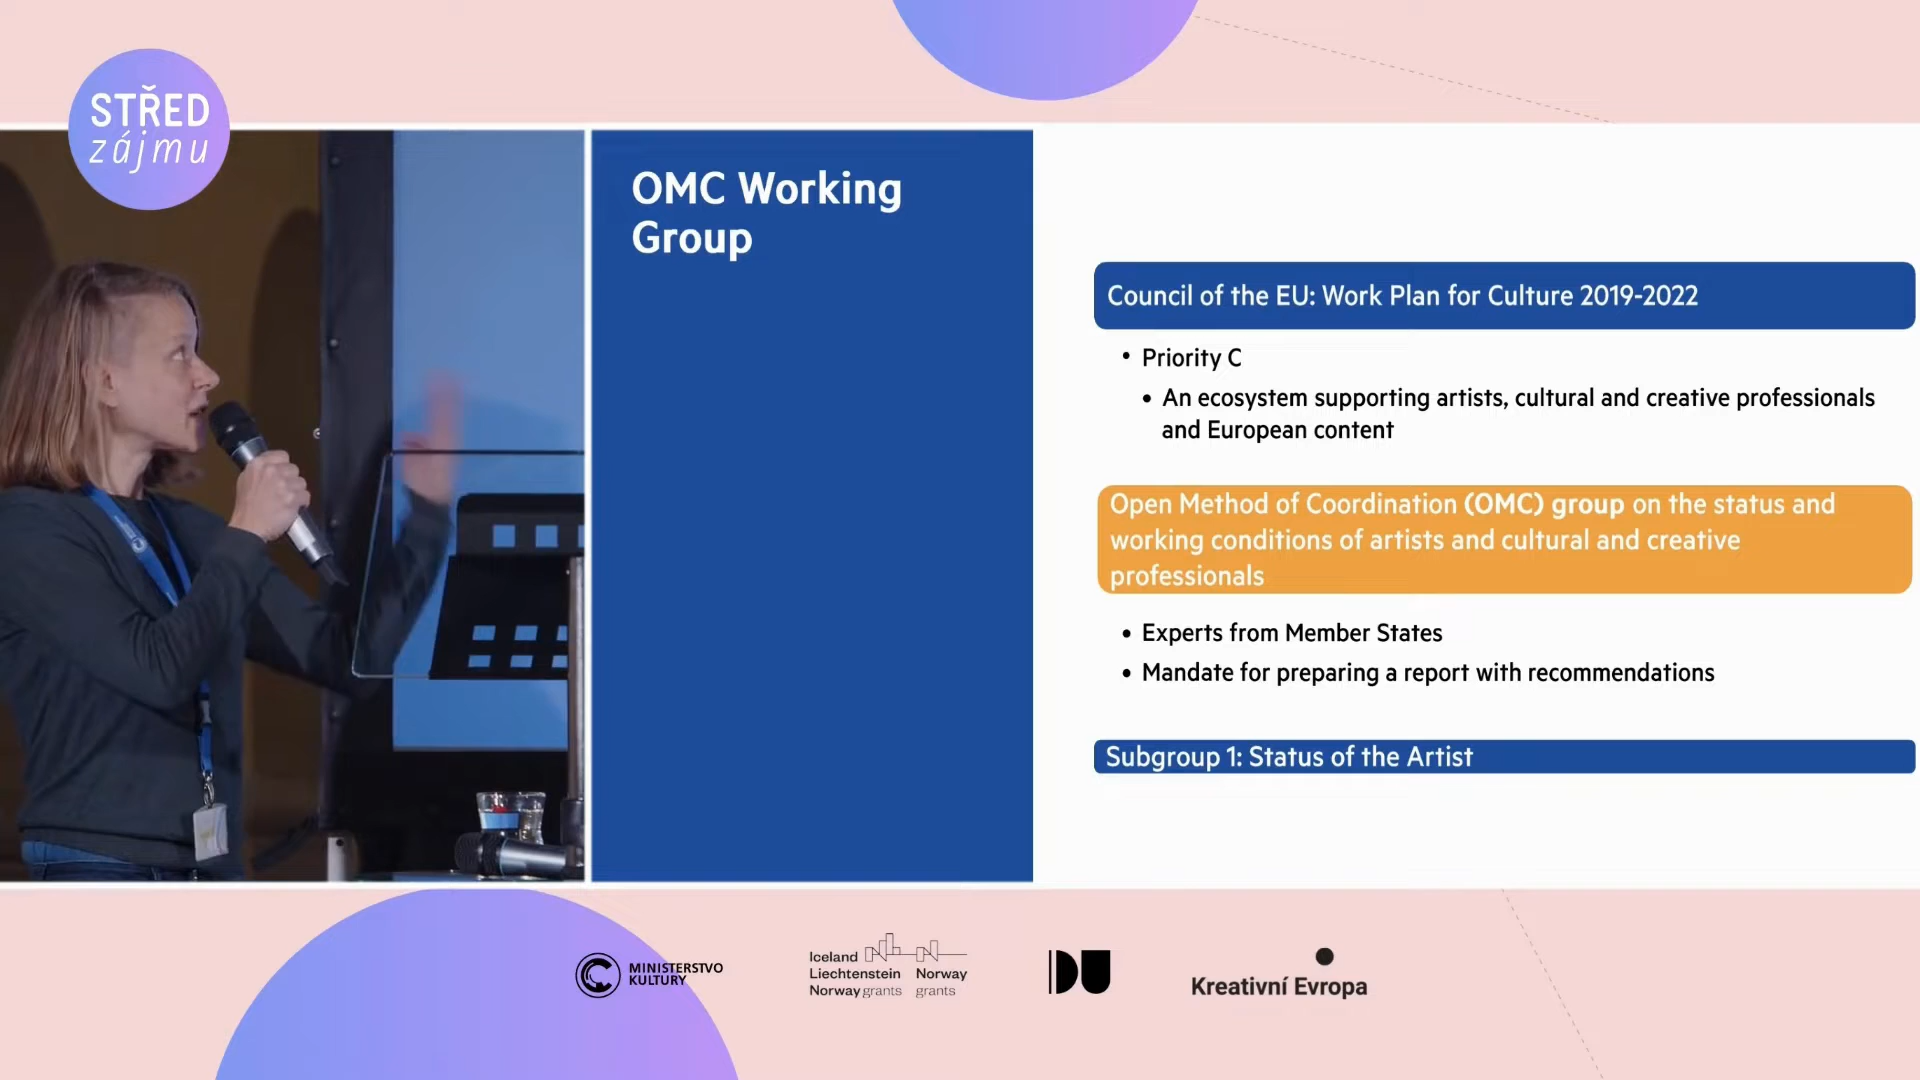 STŘED
zájmu
OMC Working
Group
Council of the EU: Work Plan for Culture 2019-2022
• Priority C
• An ecosystem supporting artists, cultural and creative professionals
and European content
Open Method of Coordination (OMC) group on the status and
working conditions of artists and cultural and creative
professionals
• Experts from Member States
• Mandate for preparing a report with recommendations
Subgroup 1: Status of the Artist
MINISTERSTVO
KULTURY
Iceland
Liechtenstein
Norway grants
Norway
grants
DU
Kreativní Evropa